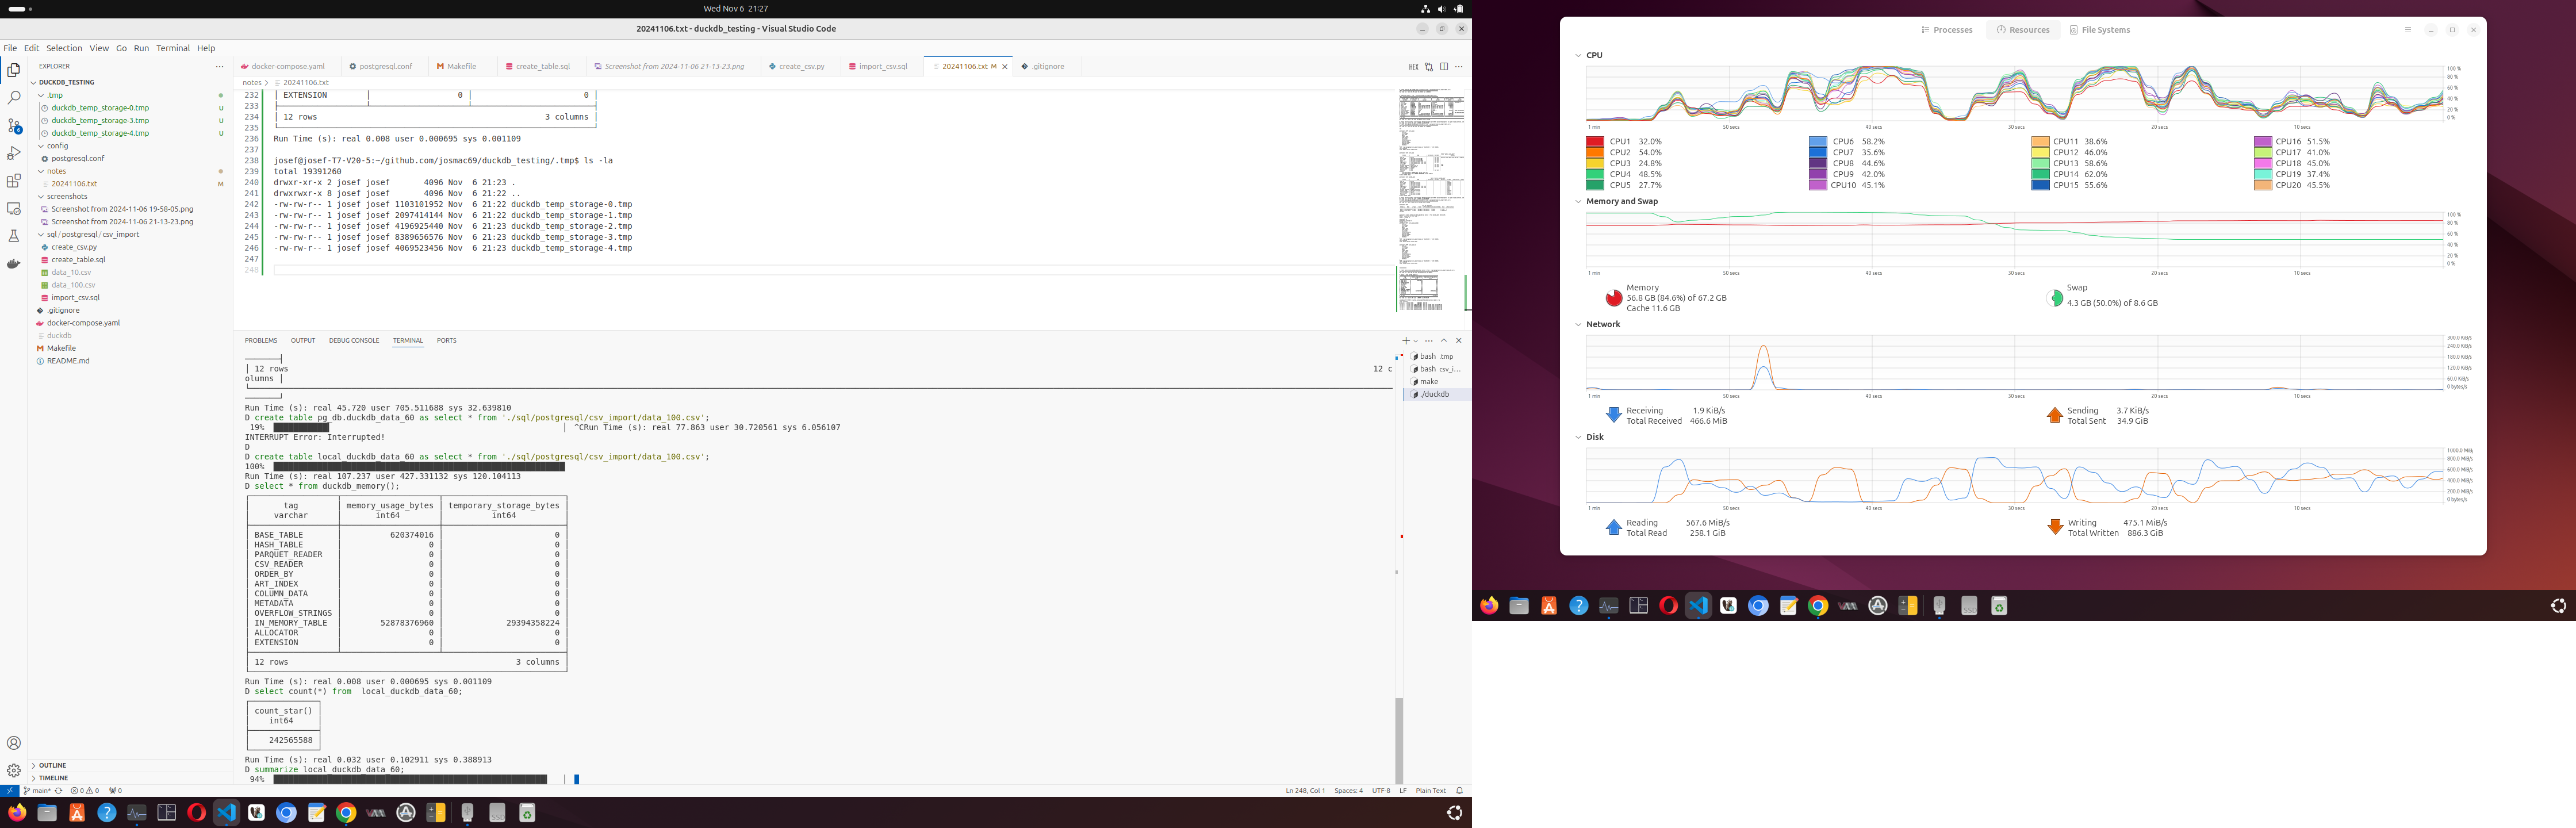 Wed Nov 6 21:27
20241106.txt - duckdb_testing - Visual Studio Code
File Edit Selection View Go Run Terminal Help
EXPLORER
DUCKDB_TESTING
.tmp
duckdb_temp_storage-0.tmp U
duckdb_temp_storage-3.tmp U
duckdb_temp_storage-4.tmp U
config
postgresql.conf
notes
20241106.txt M
screenshots
Screenshot from 2024-11-06 19-58-05.png
Screenshot from 2024-11-06 21-13-23.png
sql / postgresql / csv_import
create_csv.py
create_table.sql
data_10.csv
data_100.csv
import_csv.sql
.gitignore
docker-compose.yaml
duckdb
Makefile
README.md
OUTLINE
TIMELINE
docker-compose.yaml postgresql.conf Makefile create_table.sql Screenshot from 2024-11-06 21-13-23.png create_csv.py import_csv.sql 20241106.txt M .gitignore
HEX
notes > 20241106.txt
232 │ EXTENSION │ 0 │ 0 │
233
234 │ 12 rows 3 columns │
235
236 Run Time (s): real 0.008 user 0.000695 sys 0.001109
237
238 josef@josef-T7-V20-5:~/github.com/josmac69/duckdb_testing/.tmp$ ls -la
239 total 19391260
240 drwxr-xr-x 2 josef josef 4096 Nov 6 21:23 .
241 drwxrwxr-x 8 josef josef 4096 Nov 6 21:22 ..
242 -rw-rw-r-- 1 josef josef 1103101952 Nov 6 21:22 duckdb_temp_storage-0.tmp
243 -rw-rw-r-- 1 josef josef 2097414144 Nov 6 21:22 duckdb_temp_storage-1.tmp
244 -rw-rw-r-- 1 josef josef 4196925440 Nov 6 21:23 duckdb_temp_storage-2.tmp
245 -rw-rw-r-- 1 josef josef 8389656576 Nov 6 21:23 duckdb_temp_storage-3.tmp
246 -rw-rw-r-- 1 josef josef 4069523456 Nov 6 21:23 duckdb_temp_storage-4.tmp
247
248
PROBLEMS OUTPUT DEBUG CONSOLE TERMINAL PORTS
bash .tmp
bash csv_i...
make
./duckdb
│ 12 rows 12 c
olumns │
Run Time (s): real 45.720 user 705.511688 sys 32.639810
D create table pg_db.duckdb_data_60 as select * from './sql/postgresql/csv_import/data_100.csv';
19% ^CRun Time (s): real 77.863 user 30.720561 sys 6.056107
INTERRUPT Error: Interrupted!
D
D create table local_duckdb_data_60 as select * from './sql/postgresql/csv_import/data_100.csv';
100%
Run Time (s): real 107.237 user 427.331132 sys 120.104113
D select * from duckdb_memory();
tag │ memory_usage_bytes │ temporary_storage_bytes
varchar │ int64 │ int64
BASE_TABLE │ 620374016 │ 0
HASH_TABLE │ 0 │ 0
PARQUET_READER │ 0 │ 0
CSV_READER │ 0 │ 0
ORDER_BY │ 0 │ 0
ART_INDEX │ 0 │ 0
COLUMN_DATA │ 0 │ 0
METADATA │ 0 │ 0
OVERFLOW_STRINGS │ 0 │ 0
IN_MEMORY_TABLE │ 52878376960 │ 29394358224
ALLOCATOR │ 0 │ 0
EXTENSION │ 0 │ 0
12 rows 3 columns
Run Time (s): real 0.008 user 0.000695 sys 0.001109
D select count(*) from local_duckdb_data_60;
count_star()
int64
242565588
Run Time (s): real 0.032 user 0.102911 sys 0.388913
D summarize local_duckdb_data_60;
94%
main* 0 0 0
Ln 248, Col 1 Spaces: 4 UTF-8 LF Plain Text
Processes Resources File Systems
CPU
100 %
80 %
60 %
40 %
20 %
0 %
1 min 50 secs 40 secs 30 secs 20 secs 10 secs
CPU1 32.0% CPU6 58.2% CPU11 38.6% CPU16 51.5%
CPU2 54.0% CPU7 35.6% CPU12 46.0% CPU17 41.0%
CPU3 24.8% CPU8 44.6% CPU13 58.6% CPU18 45.0%
CPU4 48.5% CPU9 42.0% CPU14 62.0% CPU19 37.4%
CPU5 27.7% CPU10 45.1% CPU15 55.6% CPU20 45.5%
Memory and Swap
100 %
80 %
60 %
40 %
20 %
0 %
1 min 50 secs 40 secs 30 secs 20 secs 10 secs
Memory
56.8 GB (84.6%) of 67.2 GB
Cache 11.6 GB
Swap
4.3 GB (50.0%) of 8.6 GB
Network
300.0 KiB/s
240.0 KiB/s
180.0 KiB/s
120.0 KiB/s
60.0 KiB/s
0 bytes/s
1 min 50 secs 40 secs 30 secs 20 secs 10 secs
Receiving 1.9 KiB/s
Total Received 466.6 MiB
Sending 3.7 KiB/s
Total Sent 34.9 GiB
Disk
1000.0 MiB/s
800.0 MiB/s
600.0 MiB/s
400.0 MiB/s
200.0 MiB/s
0 bytes/s
1 min 50 secs 40 secs 30 secs 20 secs 10 secs
Reading 567.6 MiB/s
Total Read 258.1 GiB
Writing 475.1 MiB/s
Total Written 886.3 GiB